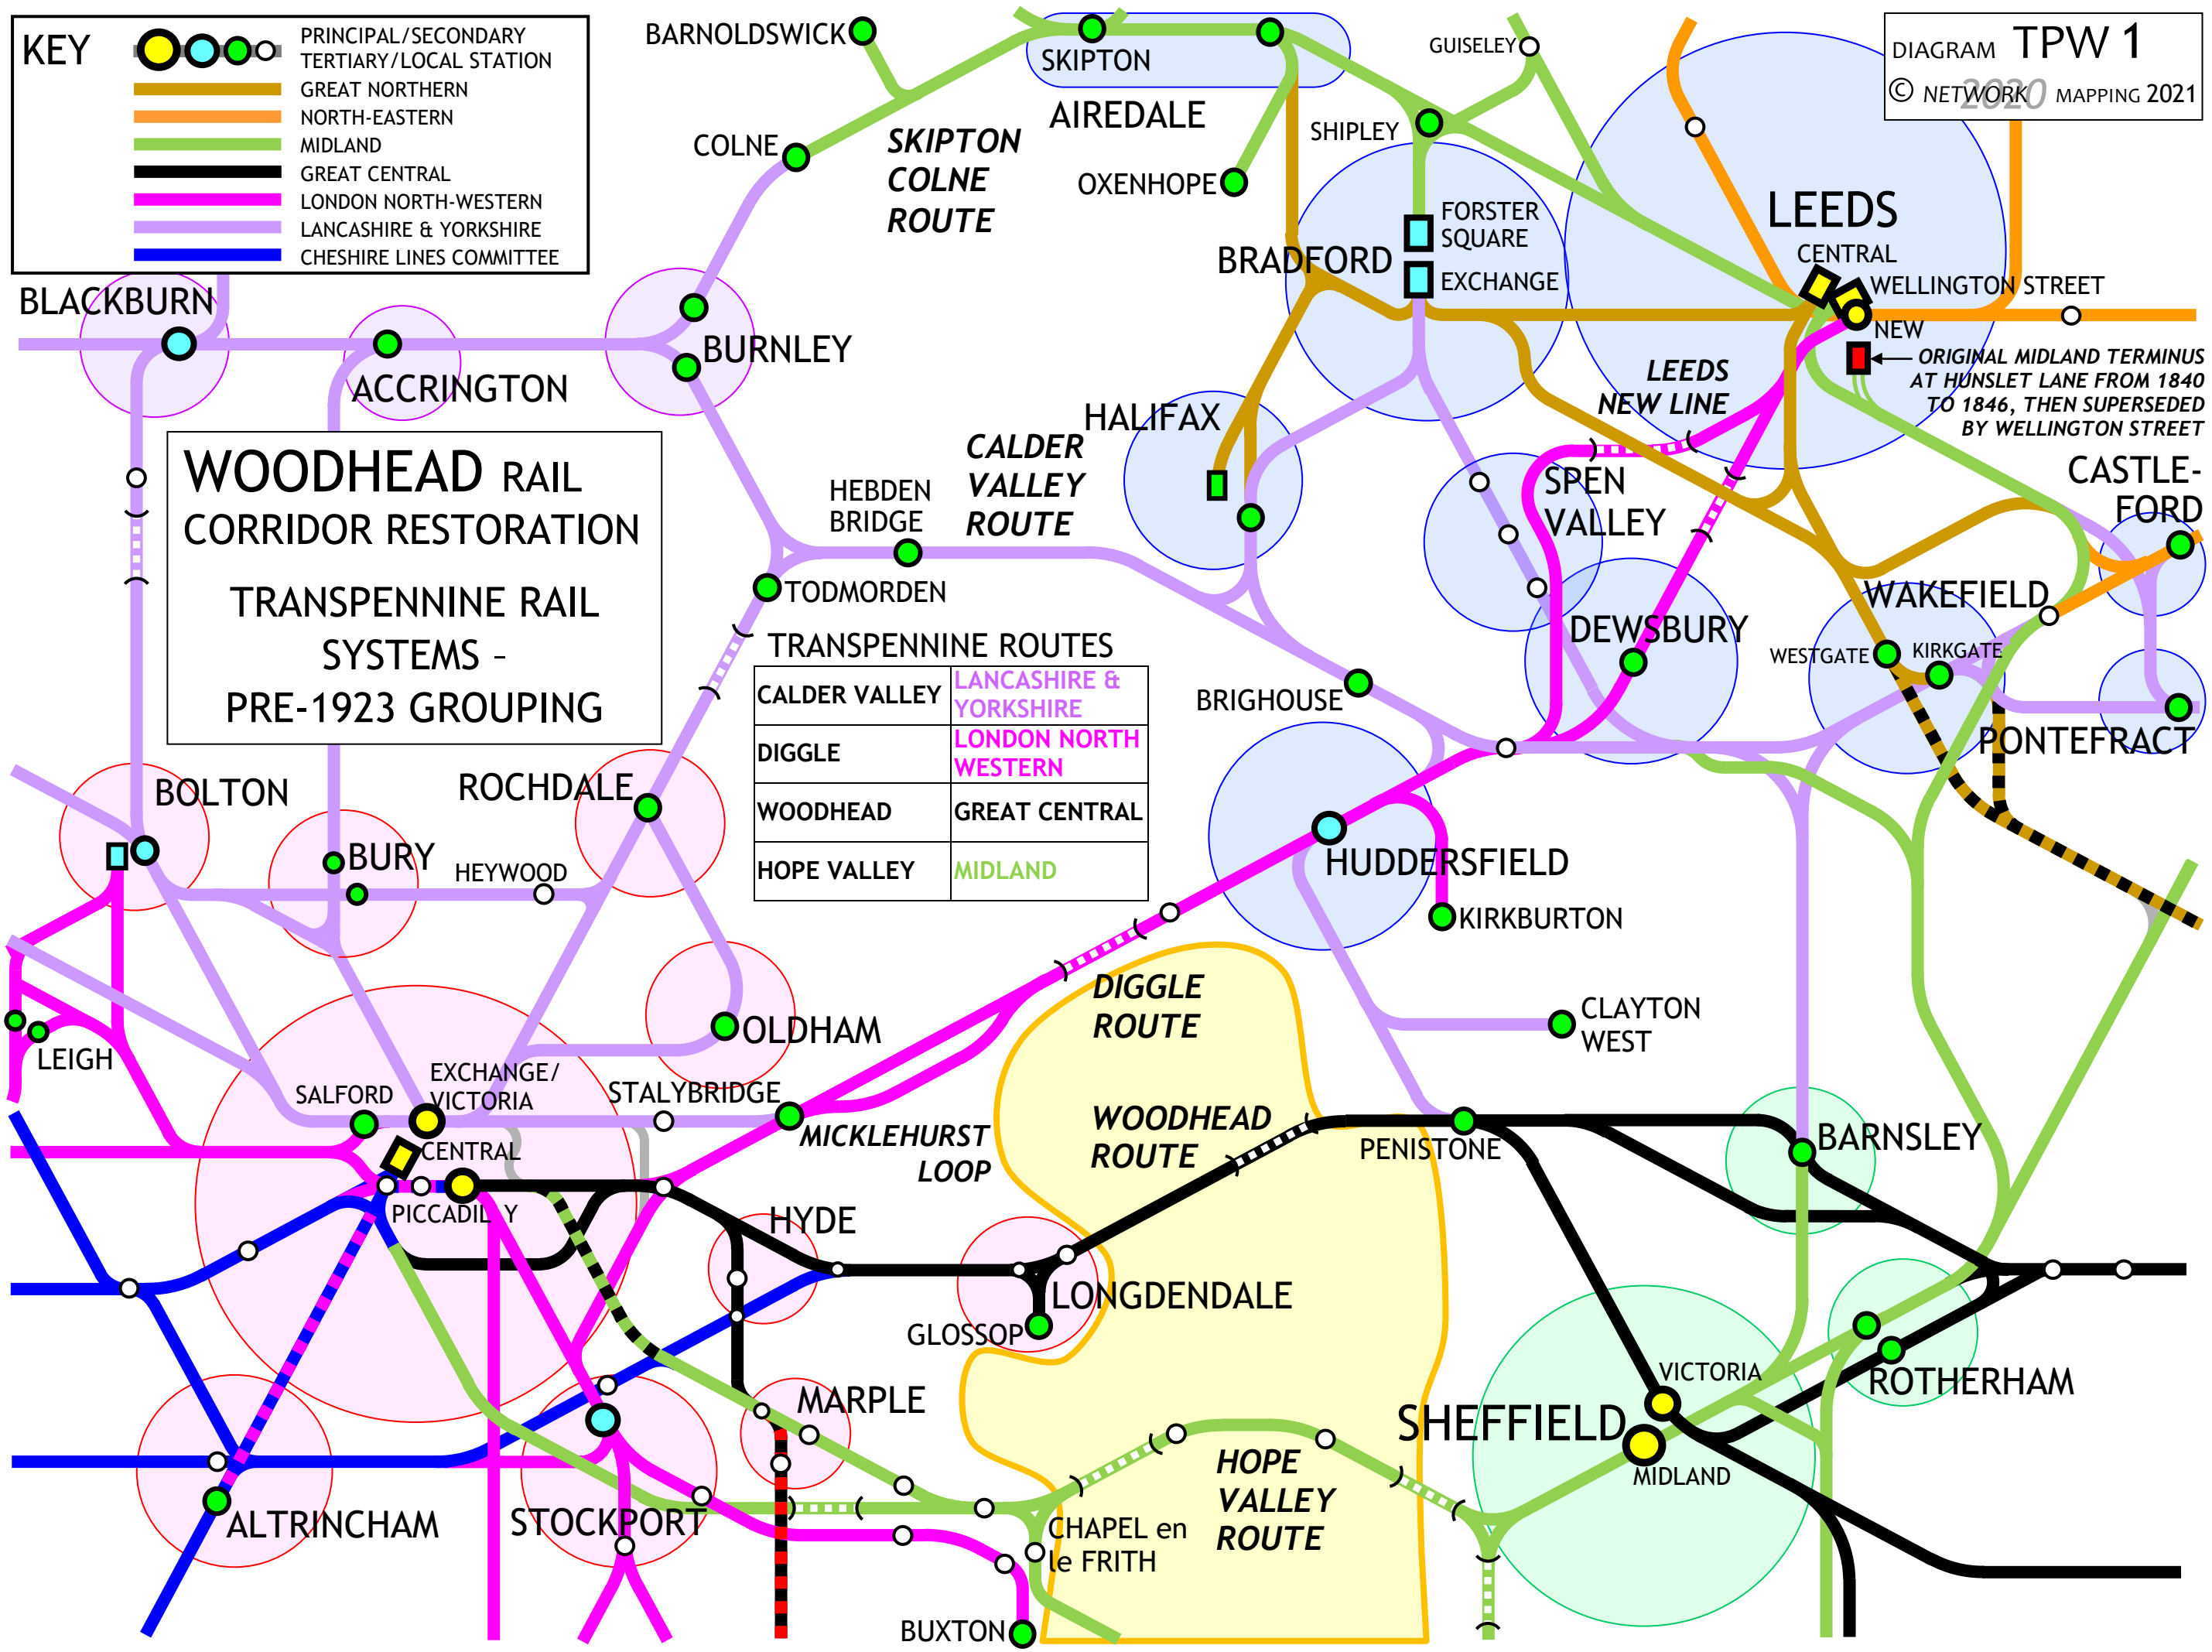 KEY
PRINCIPAL/SECONDARY
TERTIARY/LOCAL STATION
GREAT NORTHERN
NORTH-EASTERN
MIDLAND
GREAT CENTRAL
LONDON NORTH-WESTERN
LANCASHIRE & YORKSHIRE
CHESHIRE LINES COMMITTEE
DIAGRAM TPW 1
© NETWORK 2020 MAPPING 2021
BARNOLDSWICK
SKIPTON
AIREDALE
GUISELEY
SHIPLEY
COLNE
SKIPTON
COLNE
ROUTE
OXENHOPE
FORSTER
SQUARE
BRADFORD
EXCHANGE
LEEDS
CENTRAL
WELLINGTON STREET
NEW
ORIGINAL MIDLAND TERMINUS
AT HUNSLET LANE FROM 1840
TO 1846, THEN SUPERSEDED
BY WELLINGTON STREET
BLACKBURN
ACCRINGTON
BURNLEY
LEEDS
NEW LINE
HALIFAX
CALDER
VALLEY
ROUTE
HEBDEN
BRIDGE
SPEN
VALLEY
CASTLE-
FORD
WOODHEAD RAIL
CORRIDOR RESTORATION
TRANSPENNINE RAIL
SYSTEMS –
PRE-1923 GROUPING
TODMORDEN
WAKEFIELD
DEWSBURY
WESTGATE
KIRKGATE
TRANSPENNINE ROUTES
CALDER VALLEY
LANCASHIRE &
YORKSHIRE
DIGGLE
LONDON NORTH
WESTERN
WOODHEAD
GREAT CENTRAL
HOPE VALLEY
MIDLAND
BRIGHOUSE
PONTEFRACT
BOLTON
ROCHDALE
BURY
HEYWOOD
HUDDERSFIELD
KIRKBURTON
DIGGLE
ROUTE
CLAYTON
WEST
OLDHAM
LEIGH
SALFORD
EXCHANGE/
VICTORIA
STALYBRIDGE
MICKLEHURST
LOOP
WOODHEAD
ROUTE
PENISTONE
BARNSLEY
CENTRAL
PICCADILLY
HYDE
LONGDENDALE
GLOSSOP
MARPLE
VICTORIA
ROTHERHAM
SHEFFIELD
MIDLAND
HOPE
VALLEY
ROUTE
ALTRINCHAM
STOCKPORT
CHAPEL en
le FRITH
BUXTON